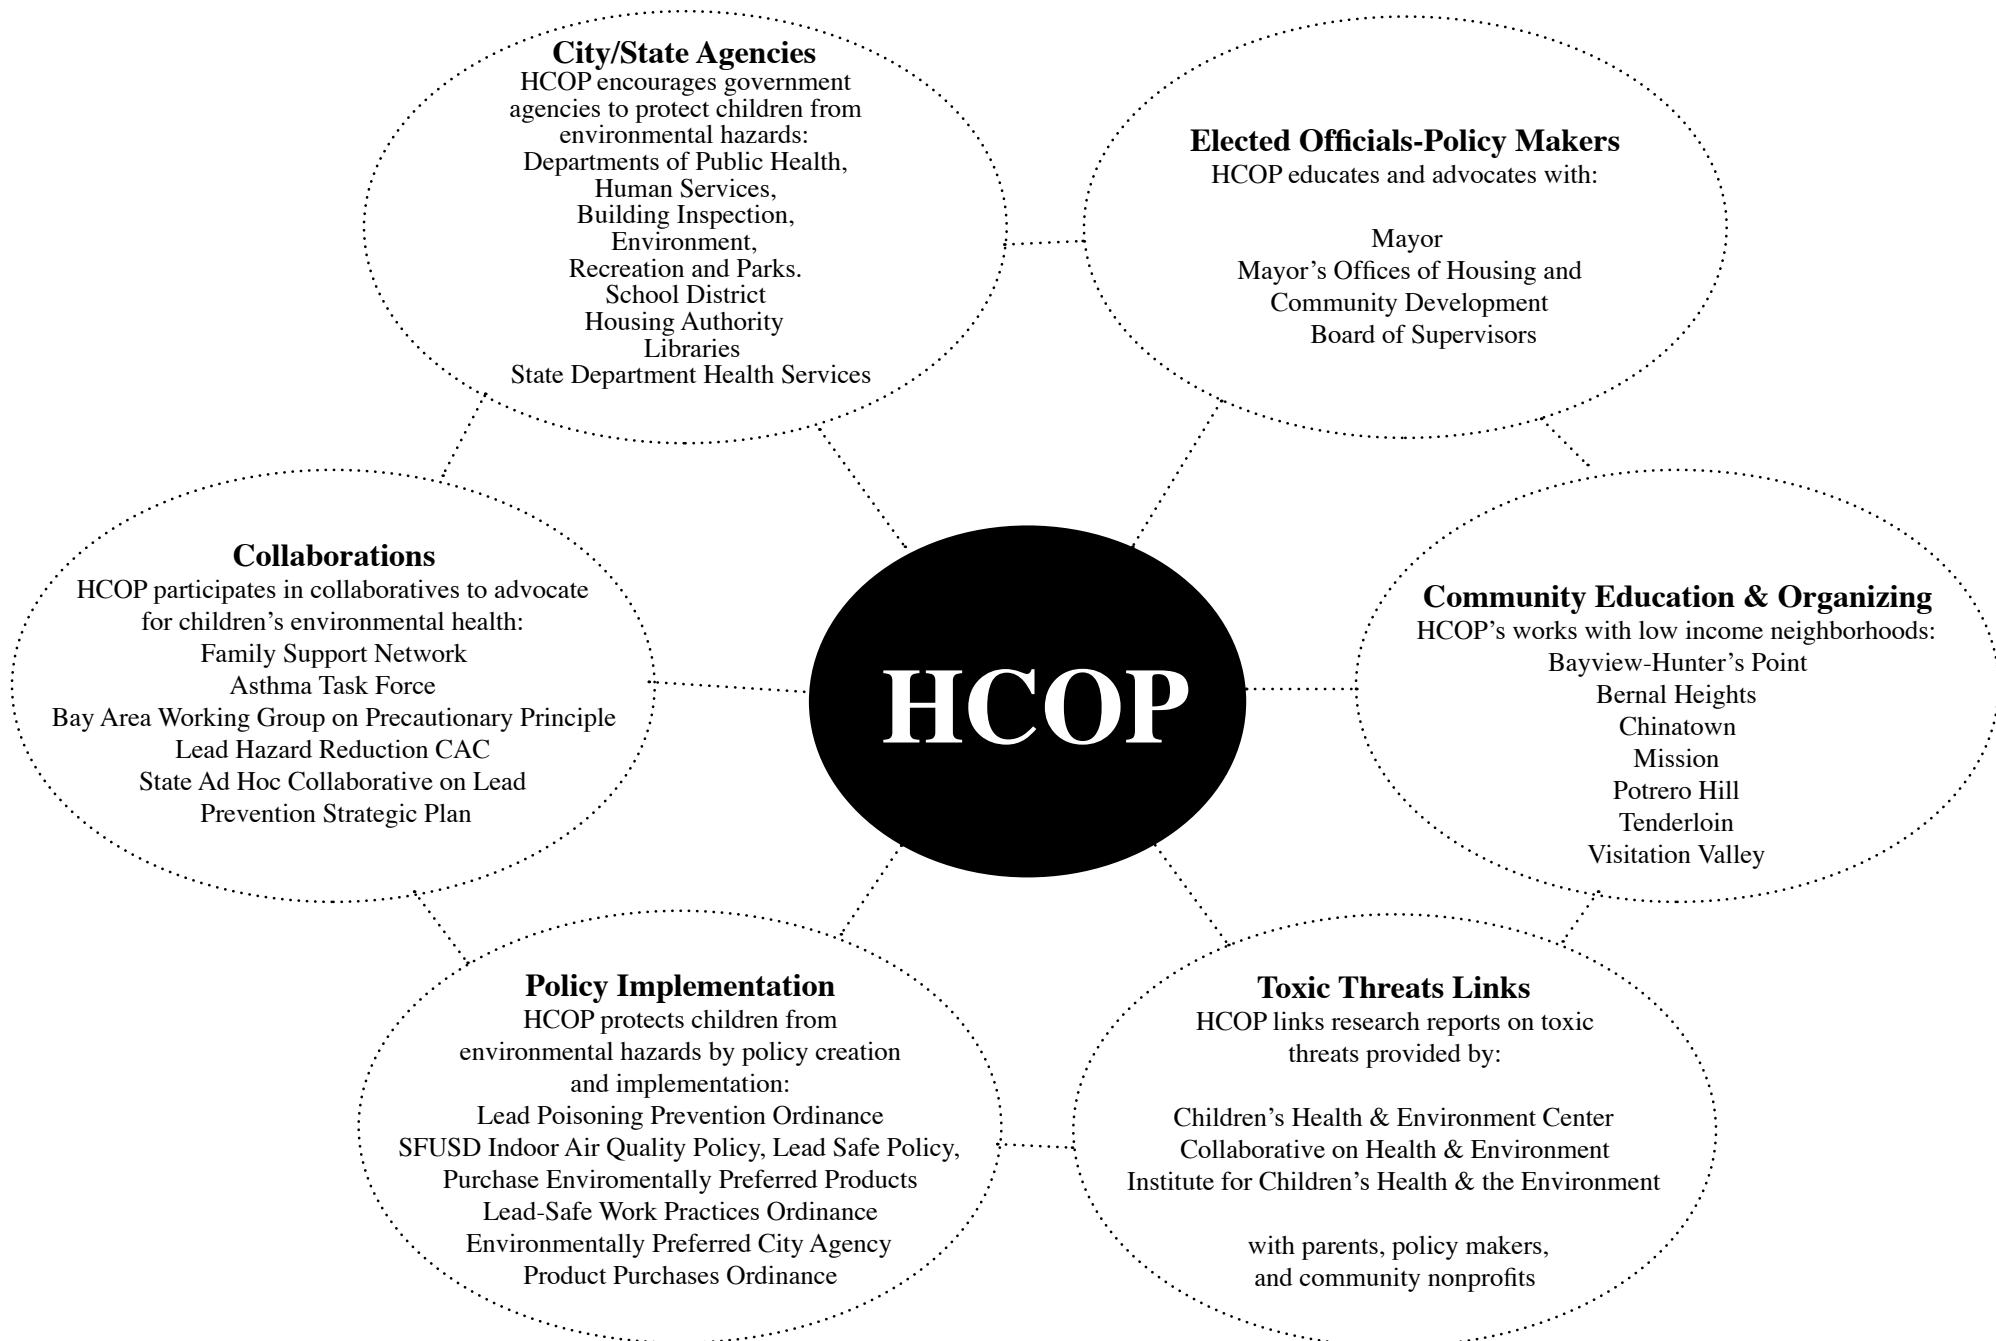 City/State Agencies
HCOP encourages government
agencies to protect children from
environmental hazards:
Departments of Public Health,
Human Services,
Building Inspection,
Environment,
Recreation and Parks.
School District
Housing Authority
Libraries
State Department Health Services
Elected Officials-Policy Makers
HCOP educates and advocates with:
Mayor
Mayor’s Offices of Housing and
Community Development
Board of Supervisors
Collaborations
HCOP participates in collaboratives to advocate
for children’s environmental health:
Family Support Network
Asthma Task Force
Bay Area Working Group on Precautionary Principle
Lead Hazard Reduction CAC
State Ad Hoc Collaborative on Lead
Prevention Strategic Plan
HCOP
Community Education & Organizing
HCOP’s works with low income neighborhoods:
Bayview-Hunter’s Point
Bernal Heights
Chinatown
Mission
Potrero Hill
Tenderloin
Visitation Valley
Policy Implementation
HCOP protects children from
environmental hazards by policy creation
and implementation:
Lead Poisoning Prevention Ordinance
SFUSD Indoor Air Quality Policy, Lead Safe Policy,
Purchase Enviromentally Preferred Products
Lead-Safe Work Practices Ordinance
Environmentally Preferred City Agency
Product Purchases Ordinance
Toxic Threats Links
HCOP links research reports on toxic
threats provided by:
Children’s Health & Environment Center
Collaborative on Health & Environment
Institute for Children’s Health & the Environment
with parents, policy makers,
and community nonprofits